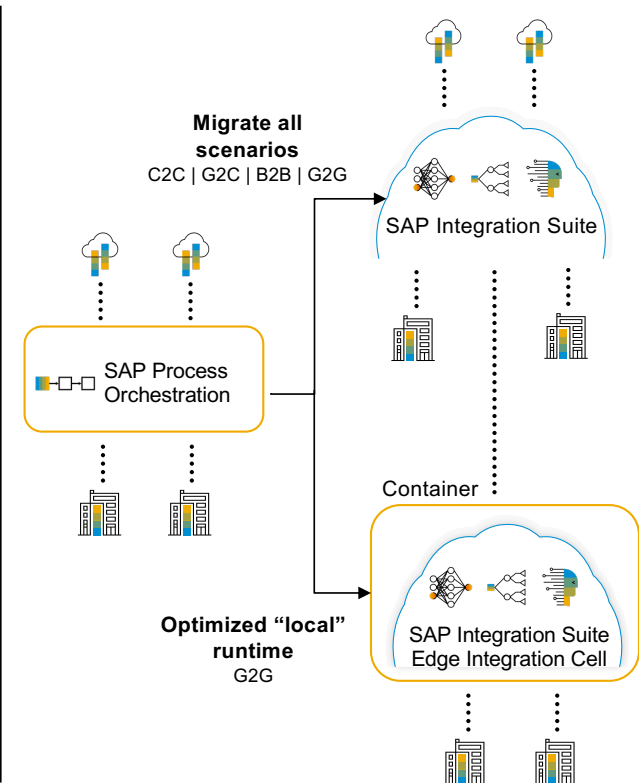 Migrate all
scenarios
C2C | G2C | B2B | G2G
SAP Integration Suite
SAP Process
Orchestration
Container
Optimized “local”
runtime
G2G
SAP Integration Suite
Edge Integration Cell